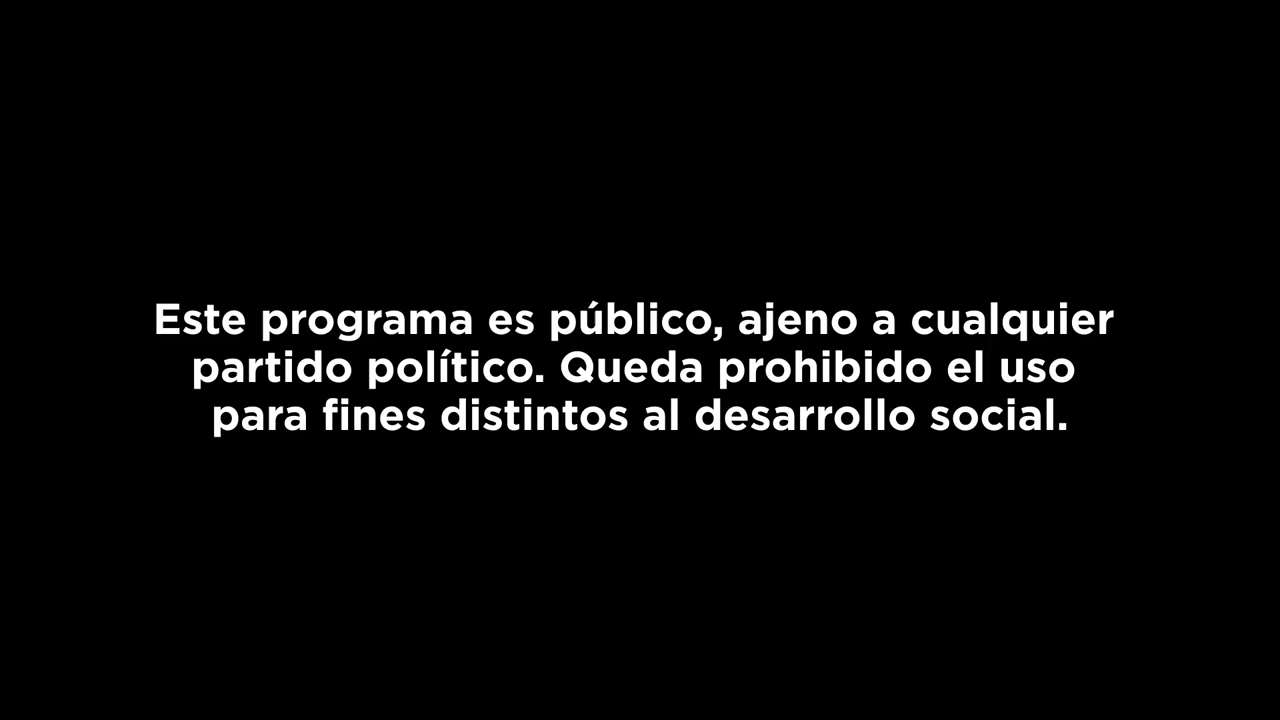 Este programa es público, ajeno a cualquier
partido político. Queda prohibido el uso
para fines distintos al desarrollo social.